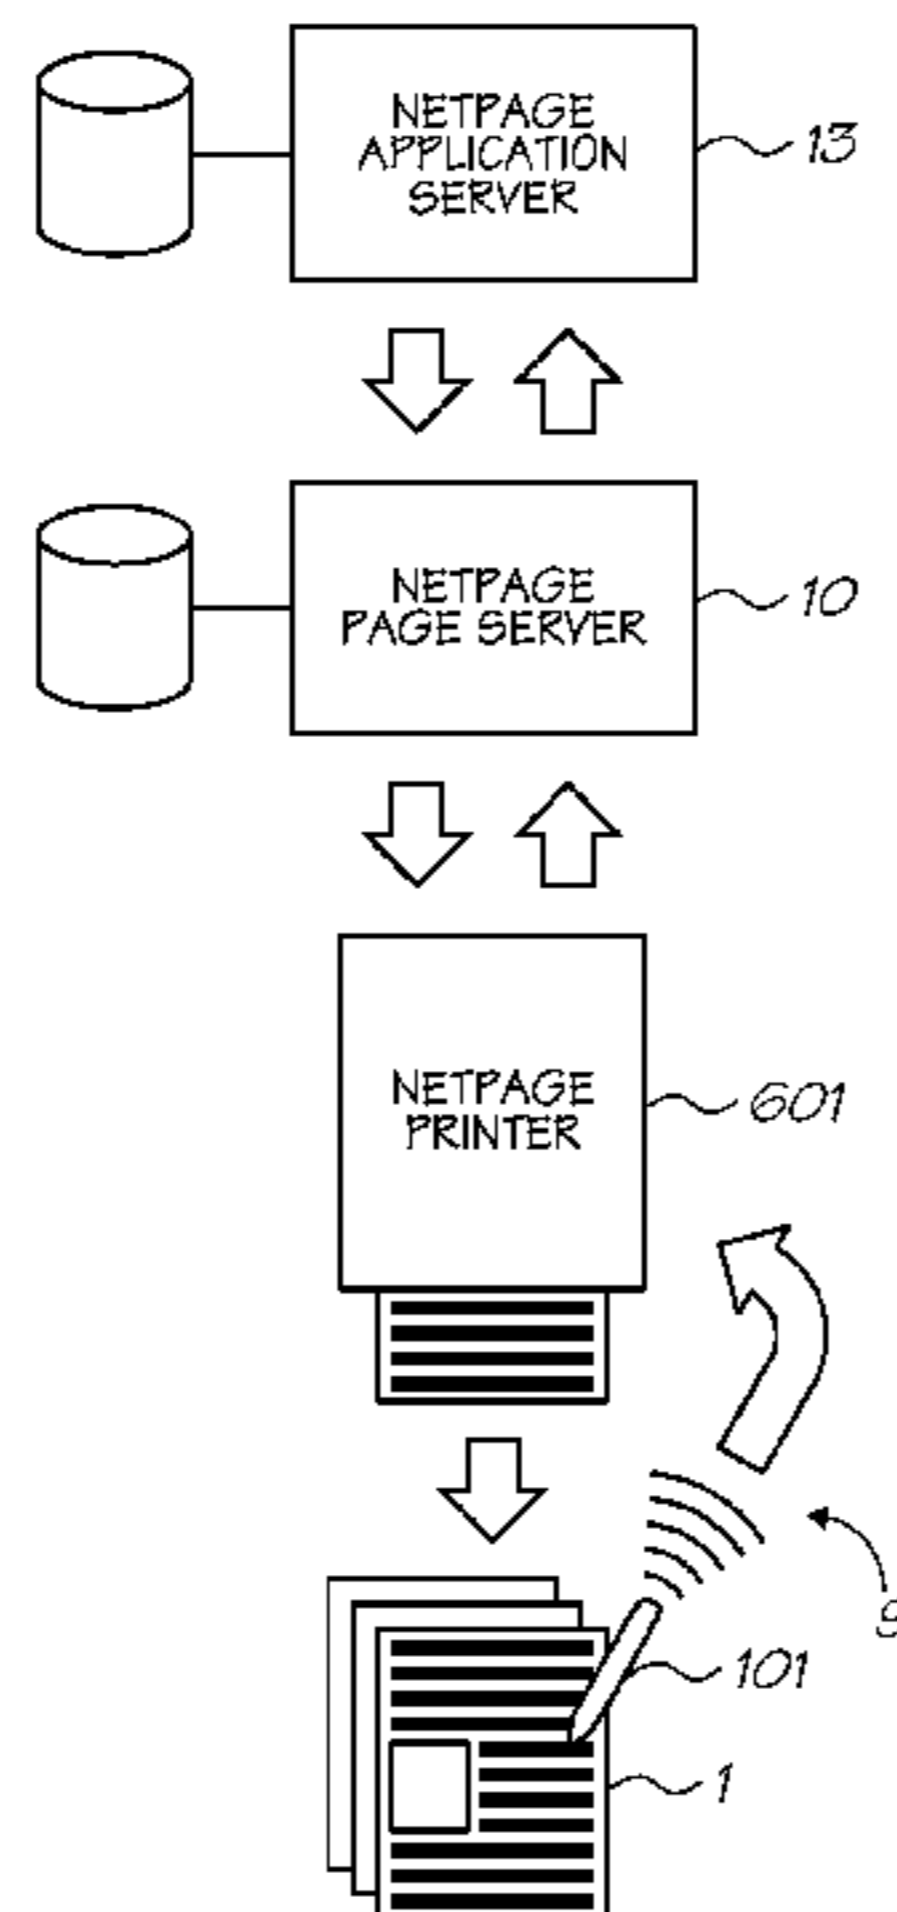 NETPAGE
APPLICATION
SERVER
13
NETPAGE
PAGE SERVER
10
NETPAGE
PRINTER
601
101
1